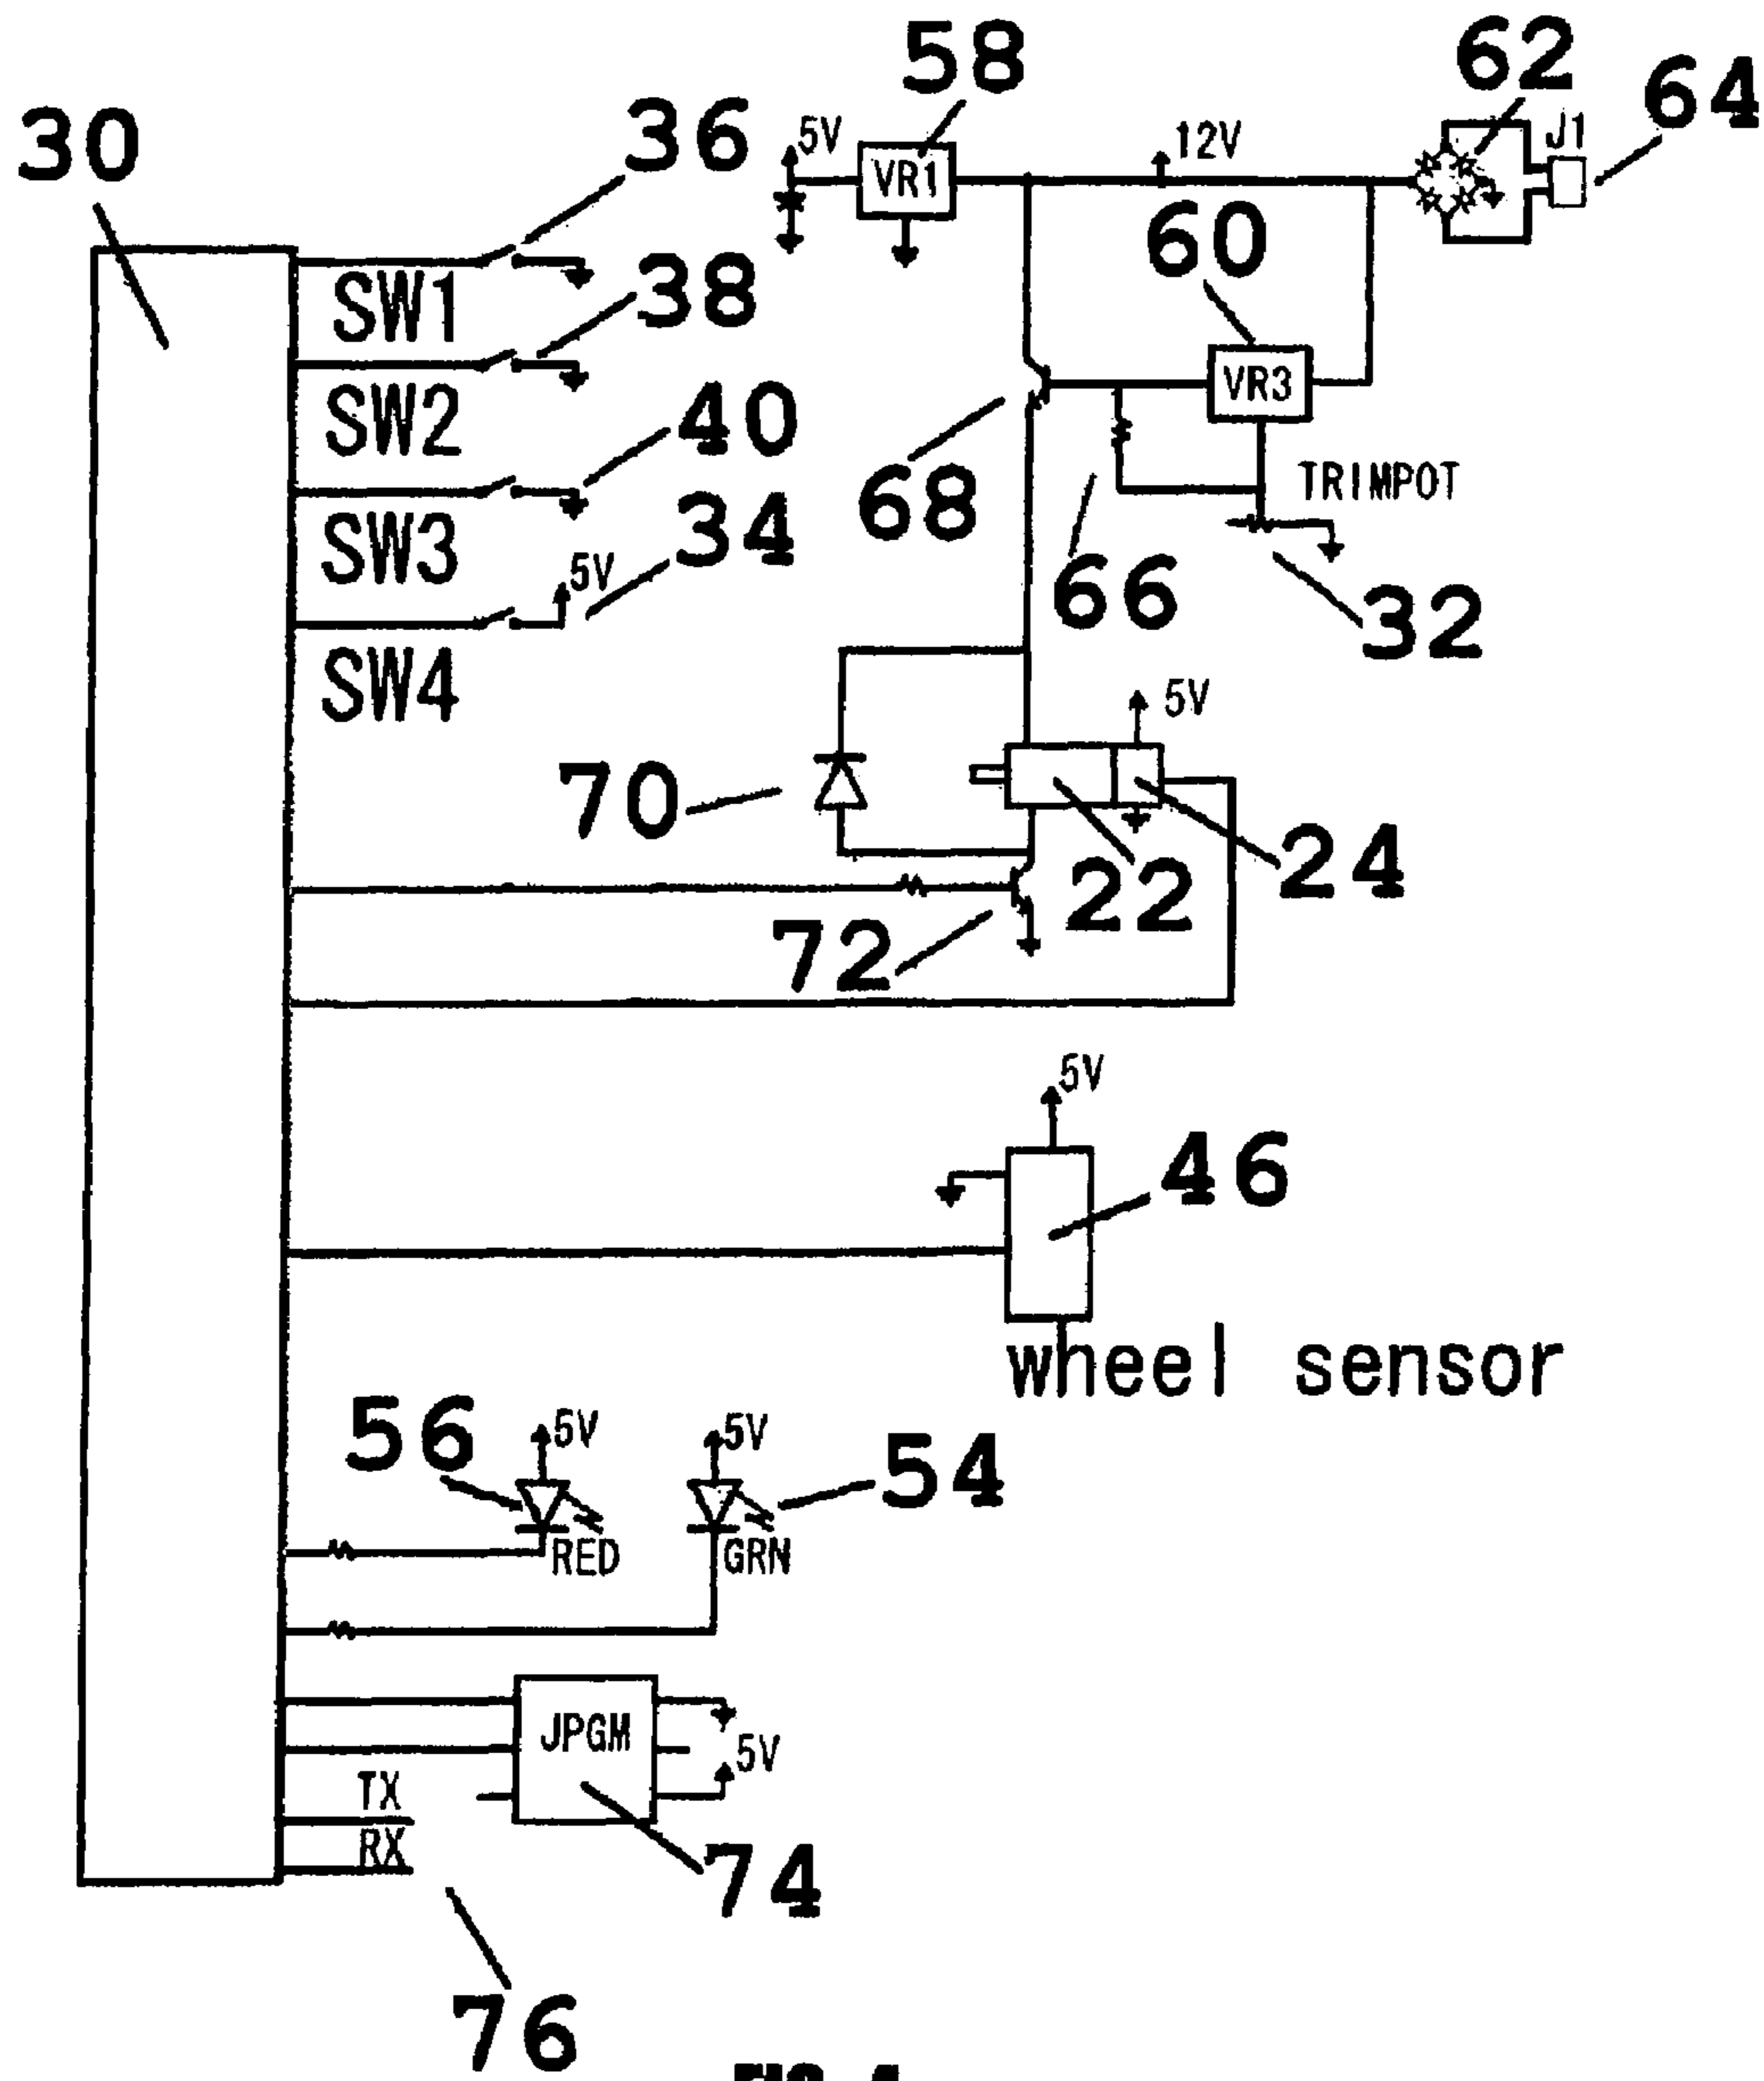 58
62
64
30
36
5V
VR1
12V
J1
60
SW1
38
SW2
VR3
40
68
TRIMPOT
SW3
34
5V
66
32
SW4
5V
70
24
22
72
5V
46
wheel sensor
56
5V
5V
54
RED
GRN
JPGM
5V
TX
RX
74
76